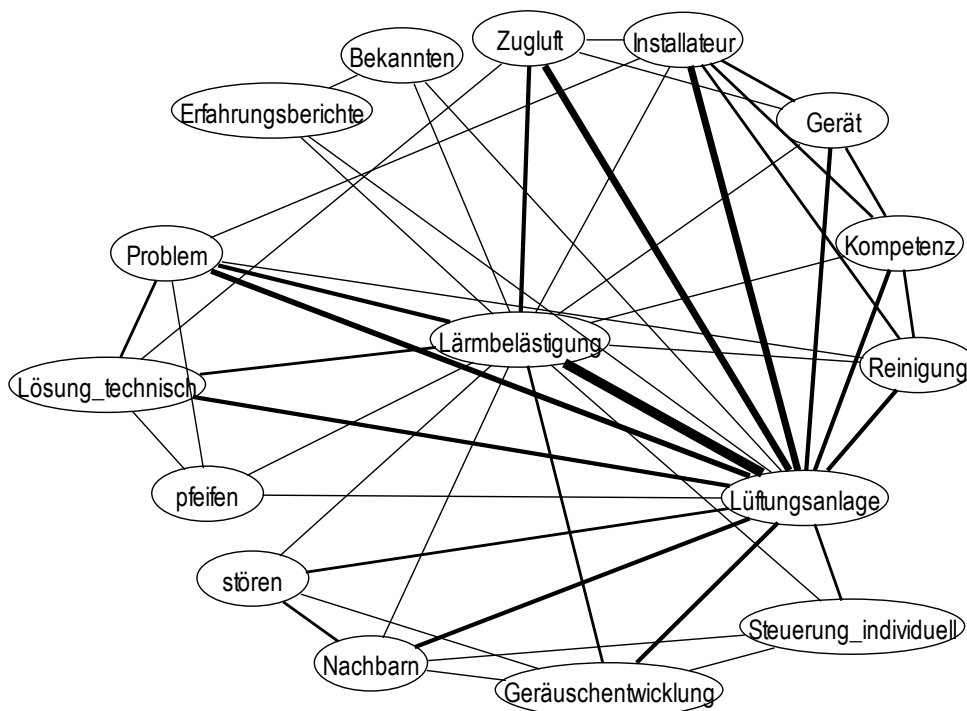 Zugluft
Installateur
Bekannten
Erfahrungsberichte
Gerät
Problem
Kompetenz
Lärmbelästigung
Reinigung
Lösung_technisch
pfeifen
Lüftungsanlage
stören
Steuerung_individuell
Nachbarn
Geräuschentwicklung